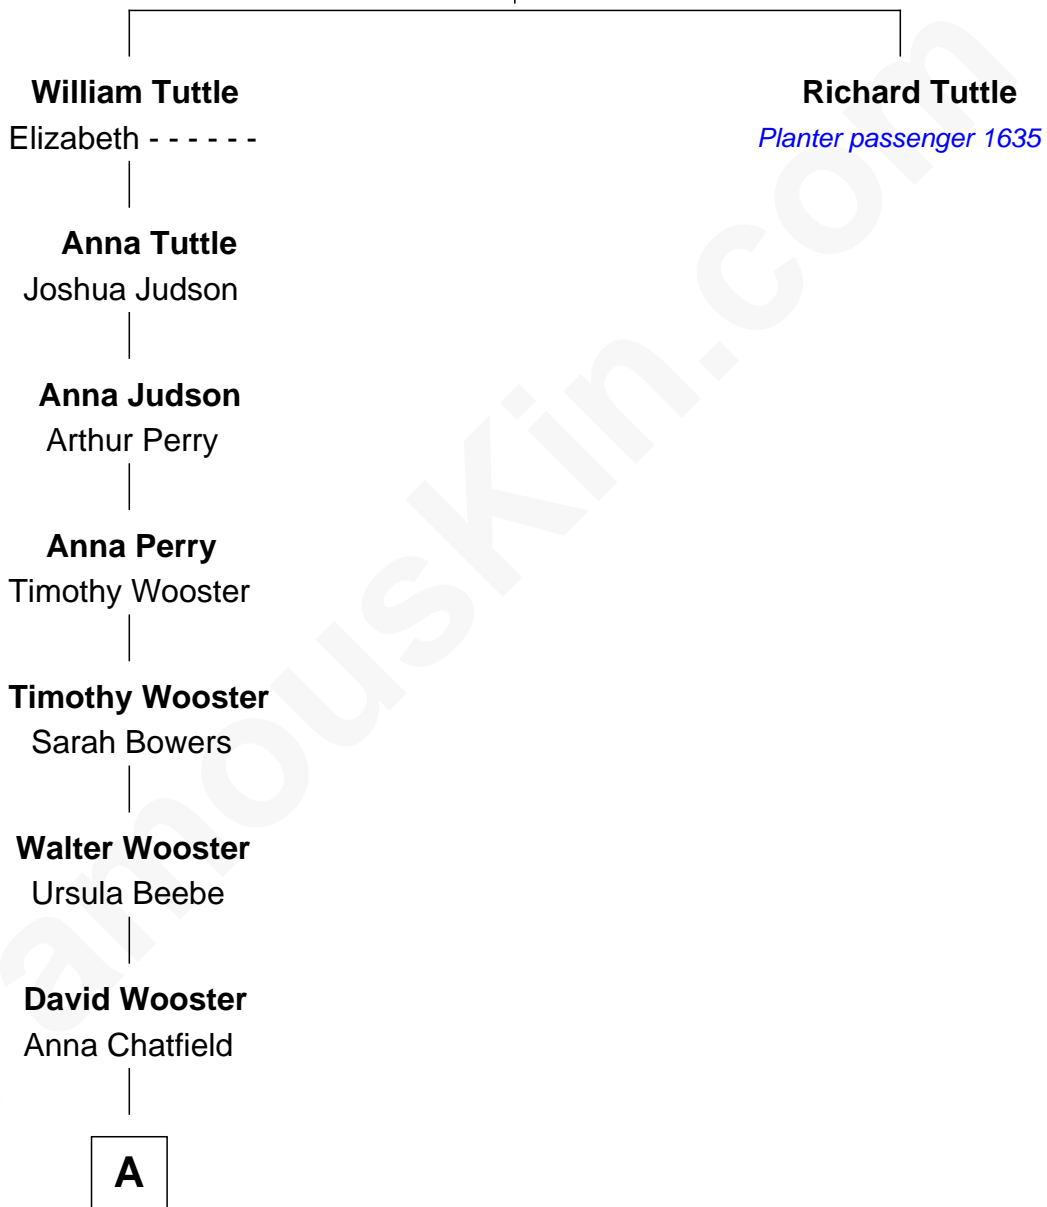 William Tuttle
Elizabeth - - - - - -
Richard Tuttle
Planter passenger 1635
Anna Tuttle
Joshua Judson
Anna Judson
Arthur Perry
Anna Perry
Timothy Wooster
Timothy Wooster
Sarah Bowers
Walter Wooster
Ursula Beebe
David Wooster
Anna Chatfield
A
amouskin.com